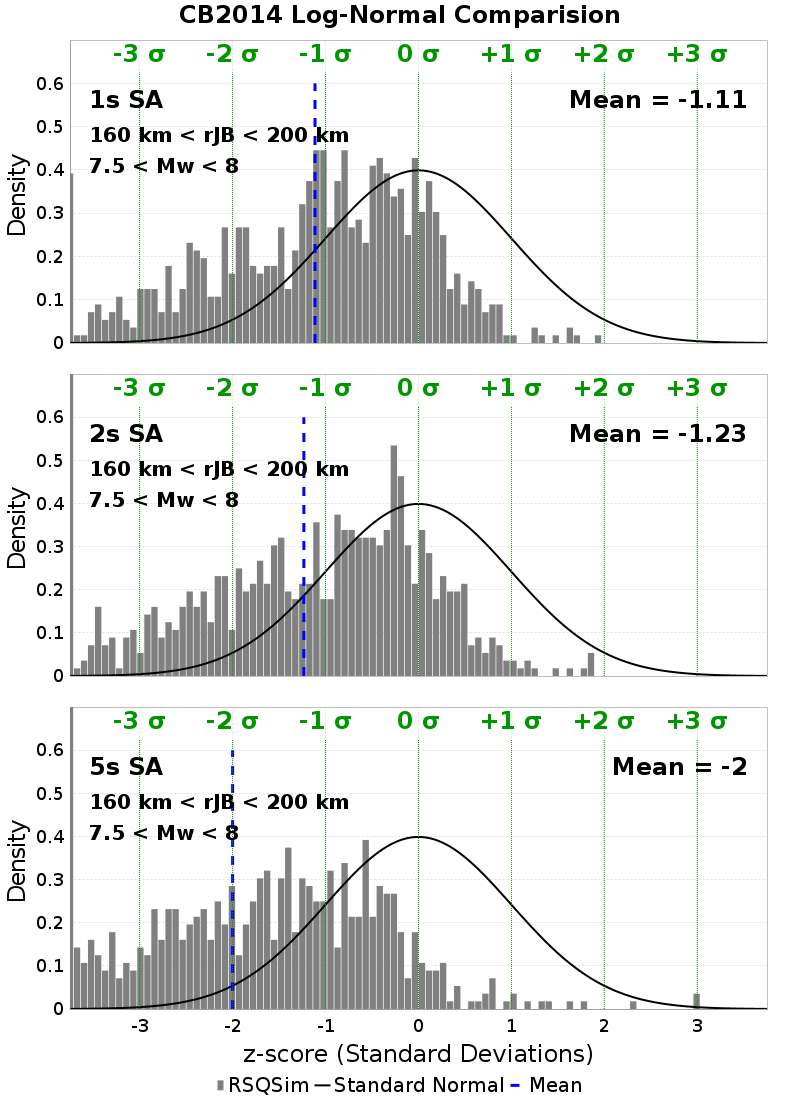 CB2014 Log-Normal Comparision
-3 σ -2 σ -1 σ 0 σ +1 σ +2 σ +3 σ
0.6
1s SA Mean = -1.11
0.5
160 km < rJB < 200 km
7.5 < Mw < 8
0.4
Density
0.3
0.2
0.1
0
-3 σ -2 σ -1 σ 0 σ +1 σ +2 σ +3 σ
0.6
2s SA Mean = -1.23
0.5
160 km < rJB < 200 km
7.5 < Mw < 8
0.4
Density
0.3
0.2
0.1
0
-3 σ -2 σ -1 σ 0 σ +1 σ +2 σ +3 σ
0.6
5s SA Mean = -2
0.5
160 km < rJB < 200 km
7.5 < Mw < 8
0.4
Density
0.3
0.2
0.1
0
-3 -2 -1 0 1 2 3
z-score (Standard Deviations)
RSQSim Standard Normal Mean